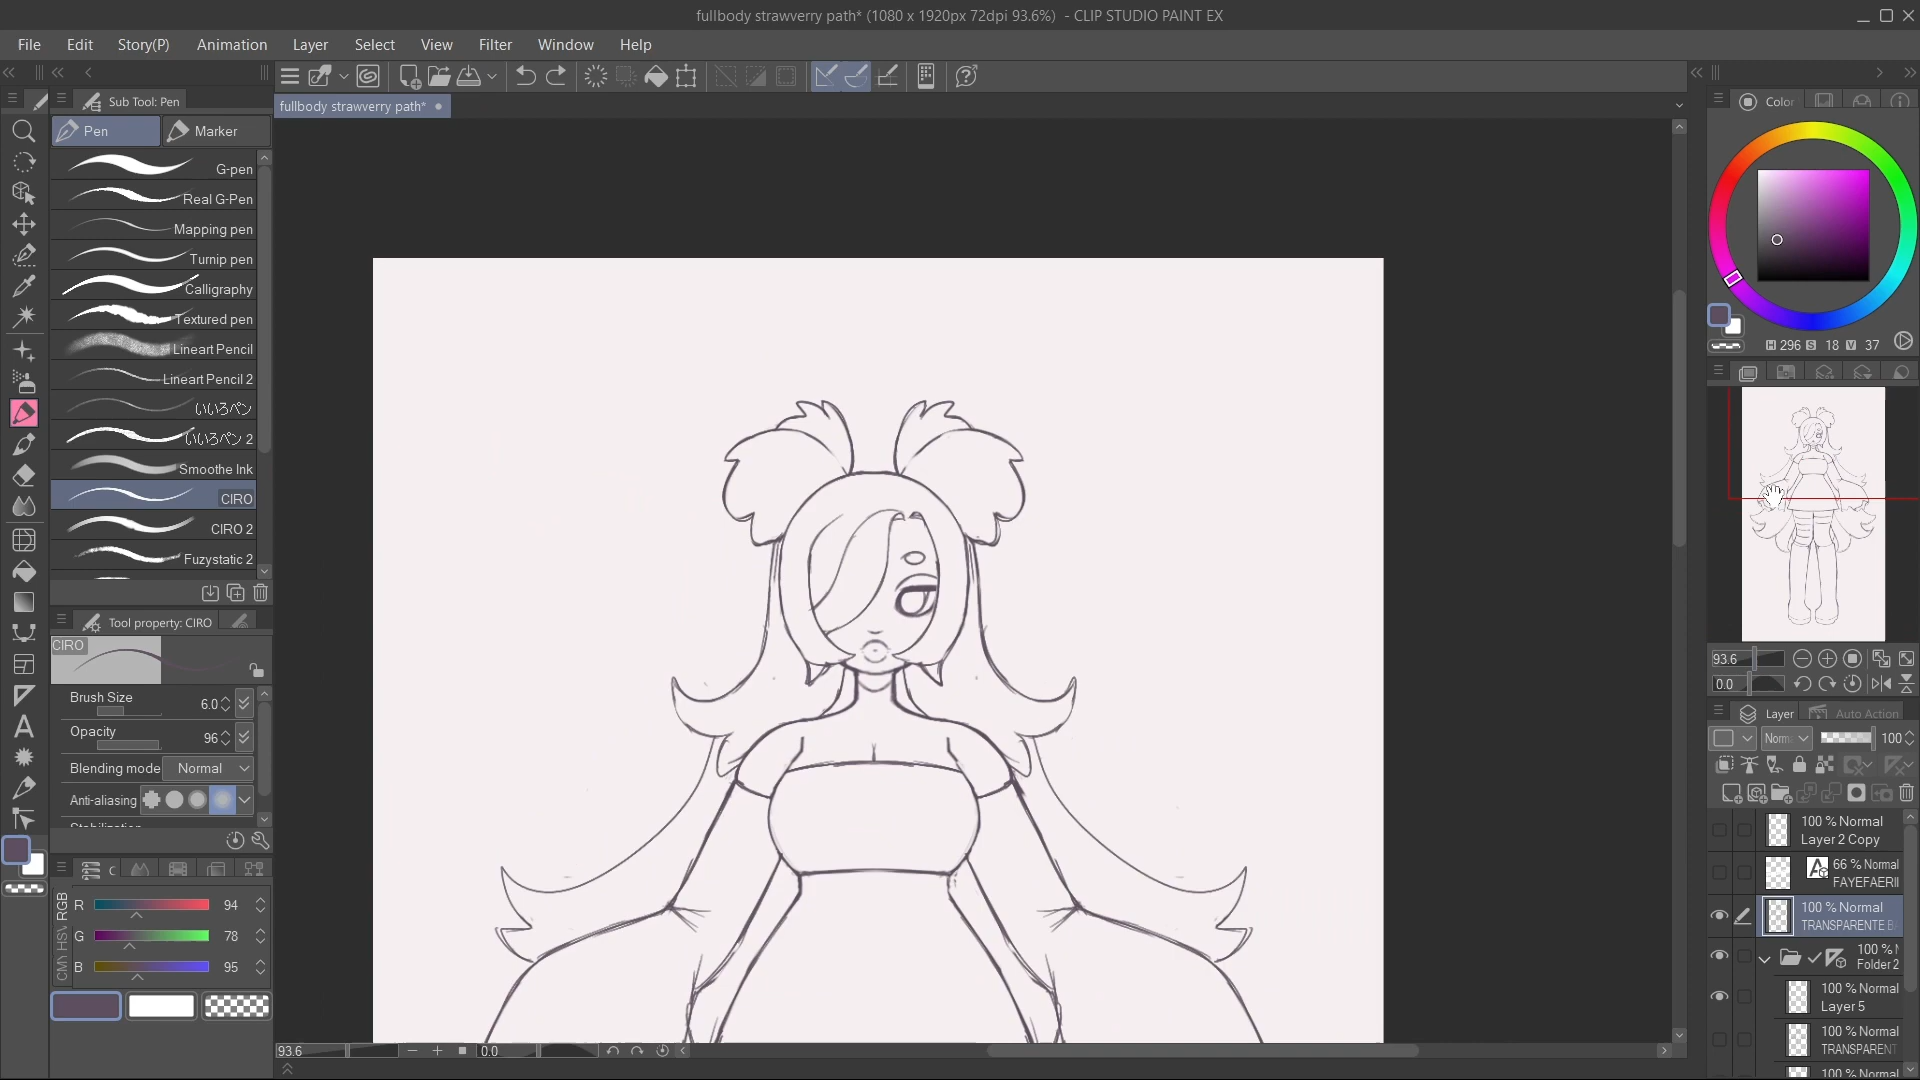 fullbody strawverry path* (1080 x 1920px 72dpi 93.6%) - CLIP STUDIO PAINT EX
File Edit Story(P) Animation Layer Select View Filter Window Help
Sub Tool: Pen
fullbody strawverry path*
Color
Pen Marker
G-pen
Real G-Pen
Mapping pen
Turnip pen
Calligraphy
Textured pen
Lineart Pencil
Lineart Pencil 2
いいろペン
いいろペン 2
Smoothe Ink
CIRO
CIRO 2
Fuzystatic 2
Tool property: CIRO
CIRO
Brush Size 6.0
Opacity 96
Blending mode Normal
Anti-aliasing
C
RGB
HSV
CMY
R 94
G 78
B 95
93.6 0.0
H 296 S 18 V 37
93.6
0.0
Layer Auto Action
Norm 100
100 % Normal
Layer 2 Copy
66 % Normal
FAYEFAERII
100 % Normal
TRANSPARENTE B
100 %
Folder 2
100 % Normal
Layer 5
100 % Normal
TRANSPARENT
100 % Normal